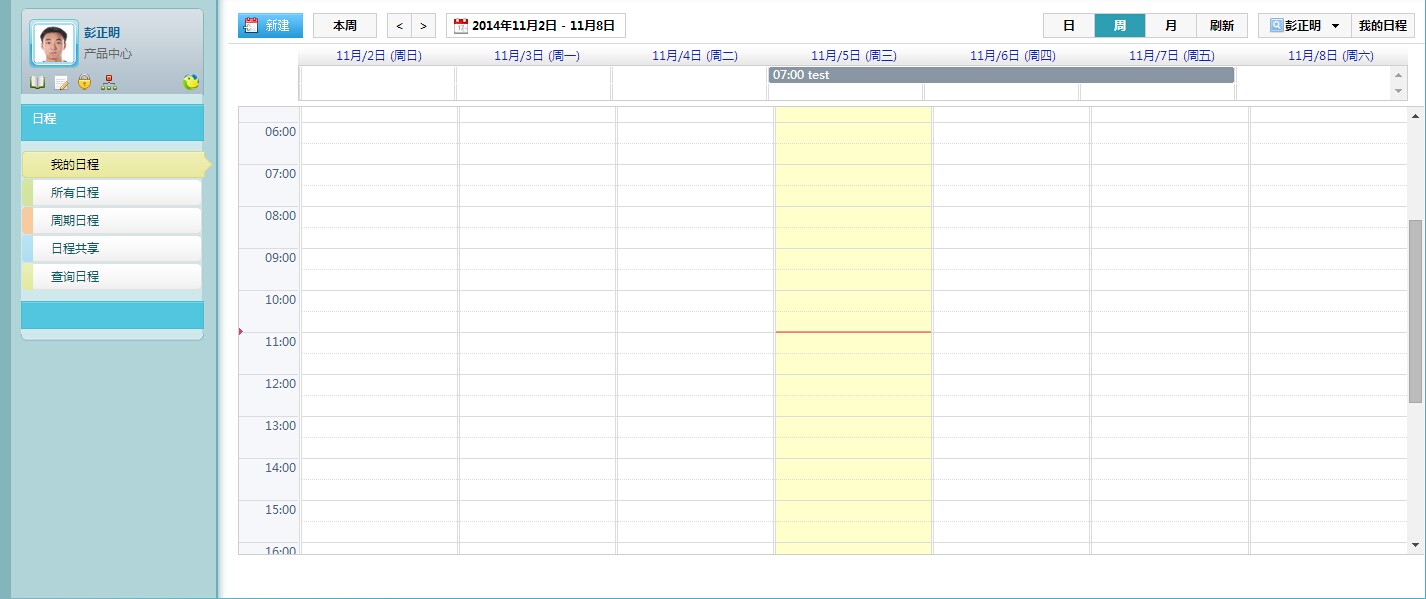 彭正明
产品中心
日程
我的日程
所有日程
周期日程
日程共享
查询日程
新建 本周 < > 2014年11月2日 - 11月8日 日 周 月 刷新 彭正明 我的日程
11月/2日 (周日) 11月/3日 (周一) 11月/4日 (周二) 11月/5日 (周三) 11月/6日 (周四) 11月/7日 (周五) 11月/8日 (周六)
07:00 test
06:00
07:00
08:00
09:00
10:00
11:00
12:00
13:00
14:00
15:00
16:00